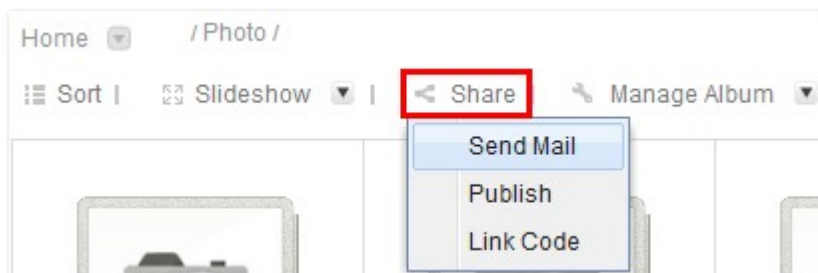 Home / Photo /
Sort | Slideshow | Share Manage Album
Send Mail
Publish
Link Code